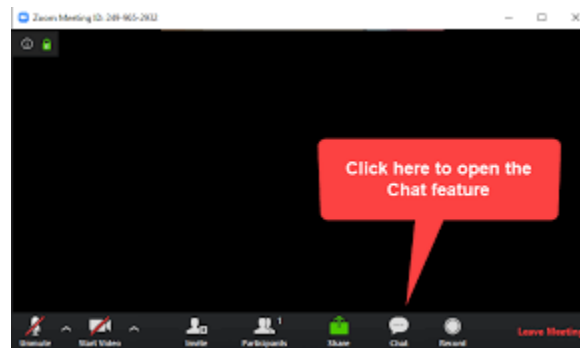 Zoom Meeting ID: 249-965-2932
Click here to open the
Chat feature
1
Unmute Start Video Invite Participants Share Chat Record Leave Meeting